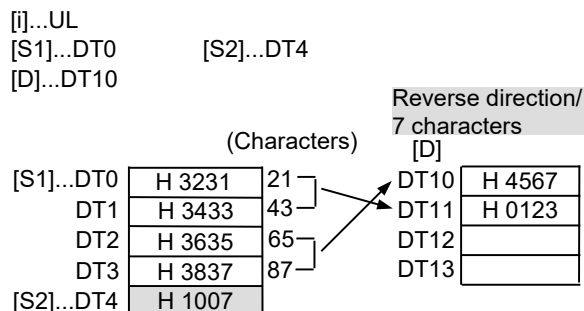 [i]...UL
[S1]...DT0 [S2]...DT4
[D]...DT10
Reverse direction/
7 characters
(Characters) [D]
[S1]...DT0 H 3231 21 DT10 H 4567
DT1 H 3433 43 DT11 H 0123
DT2 H 3635 65 DT12
DT3 H 3837 87 DT13
[S2]...DT4 H 1007